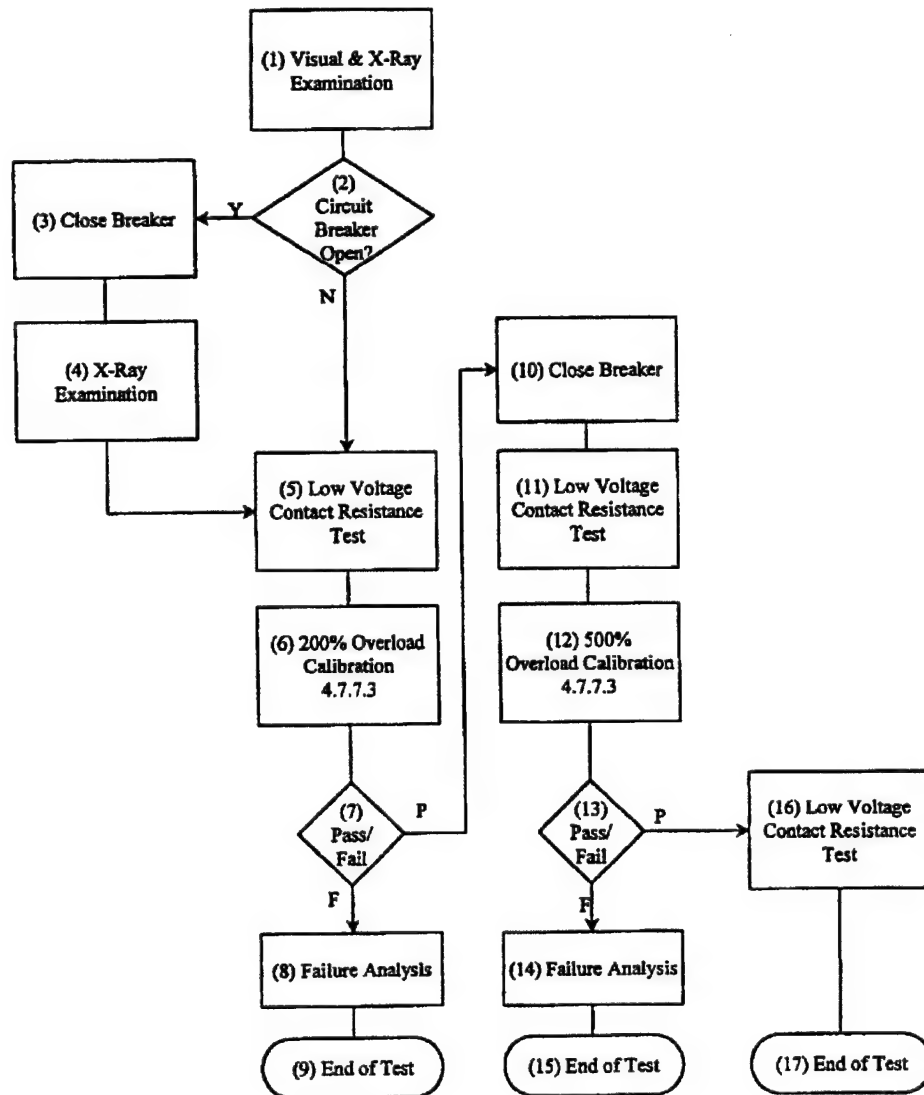 (1) Visual & X-Ray
Examination
(2)
Circuit
Breaker
Open?
Y
N
(3) Close Breaker
(4) X-Ray
Examination
(5) Low Voltage
Contact Resistance
Test
(6) 200% Overload
Calibration
4.7.7.3
(7)
Pass/
Fail
P
F
(8) Failure Analysis
(9) End of Test
(10) Close Breaker
(11) Low Voltage
Contact Resistance
Test
(12) 500%
Overload Calibration
4.7.7.3
(13)
Pass/
Fail
P
F
(14) Failure Analysis
(15) End of Test
(16) Low Voltage
Contact Resistance
Test
(17) End of Test